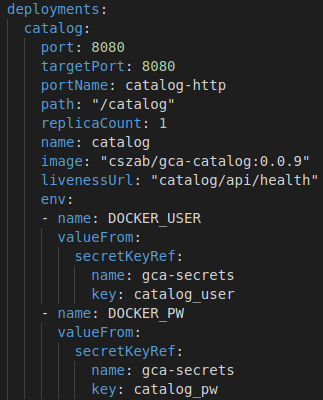 deployments:
  catalog:
    port: 8080
    targetPort: 8080
    portName: catalog-http
    path: "/catalog"
    replicaCount: 1
    name: catalog
    image: "cszab/gca-catalog:0.0.9"
    livenessUrl: "catalog/api/health"
    env:
    - name: DOCKER_USER
      valueFrom:
        secretKeyRef:
          name: gca-secrets
          key: catalog_user
    - name: DOCKER_PW
      valueFrom:
        secretKeyRef:
          name: gca-secrets
          key: catalog_pw